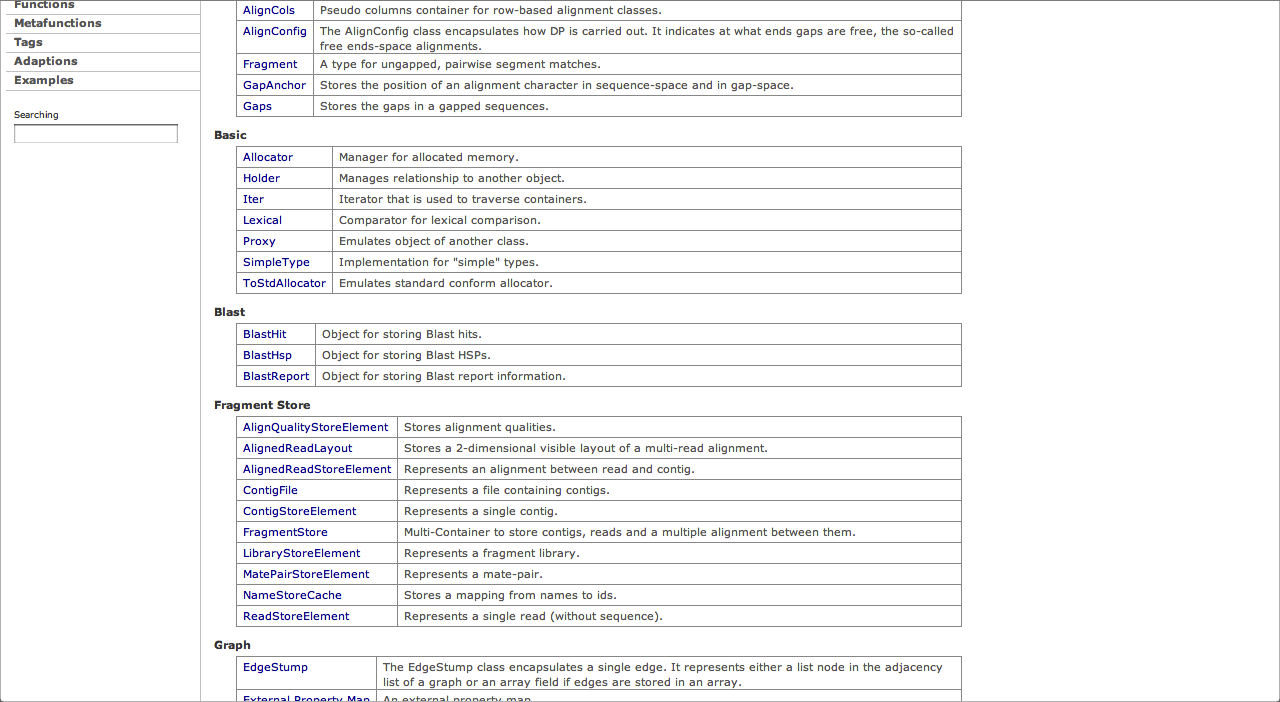 Functions
Metafunctions
Tags
Adaptions
Examples
Searching
AlignCols Pseudo columns container for row-based alignment classes.
AlignConfig The AlignConfig class encapsulates how DP is carried out. It indicates at what ends gaps are free, the so-called
free ends-space alignments.
Fragment A type for ungapped, pairwise segment matches.
GapAnchor Stores the position of an alignment character in sequence-space and in gap-space.
Gaps Stores the gaps in a gapped sequences.
Basic
Allocator Manager for allocated memory.
Holder Manages relationship to another object.
Iter Iterator that is used to traverse containers.
Lexical Comparator for lexical comparison.
Proxy Emulates object of another class.
SimpleType Implementation for "simple" types.
ToStdAllocator Emulates standard conform allocator.
Blast
BlastHit Object for storing Blast hits.
BlastHsp Object for storing Blast HSPs.
BlastReport Object for storing Blast report information.
Fragment Store
AlignQualityStoreElement Stores alignment qualities.
AlignedReadLayout Stores a 2-dimensional visible layout of a multi-read alignment.
AlignedReadStoreElement Represents an alignment between read and contig.
ContigFile Represents a file containing contigs.
ContigStoreElement Represents a single contig.
FragmentStore Multi-Container to store contigs, reads and a multiple alignment between them.
LibraryStoreElement Represents a fragment library.
MatePairStoreElement Represents a mate-pair.
NameStoreCache Stores a mapping from names to ids.
ReadStoreElement Represents a single read (without sequence).
Graph
EdgeStump The EdgeStump class encapsulates a single edge. It represents either a list node in the adjacency
list of a graph or an array field if edges are stored in an array.
External Property Map An external property map.